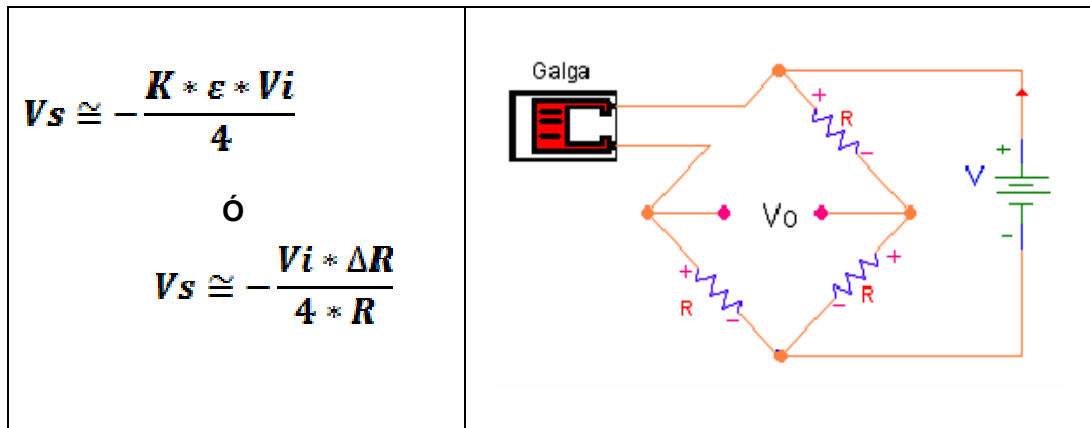 Vs ≅ - K * ε * Vi / 4
Ó
Vs ≅ - Vi * ΔR / 4 * R
Galga
+
R
-
+
V
-
Vo
+
R
-
+
R
-